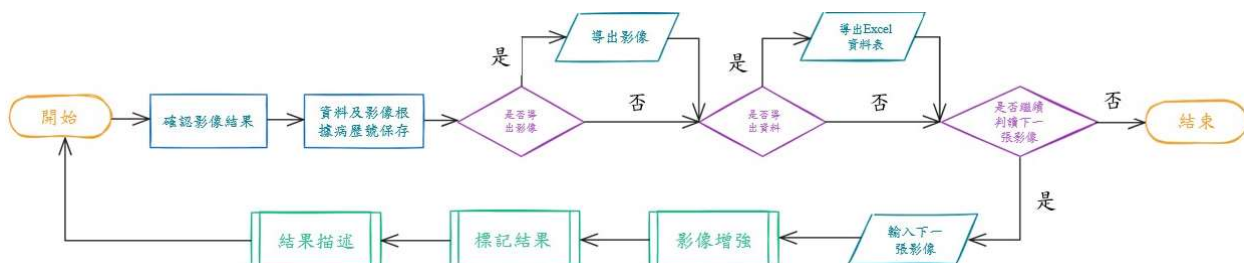 導出影像
導出Excel
資料表
是
是
開始
確認影像結果
資料及影像根
據病歷號保存
是否導
出影像
否
是否導
出資料
否
是否繼續
判讀下一
張影像
否
結束
是
結果描述
標記結果
影像增強
輸入下一
張影像